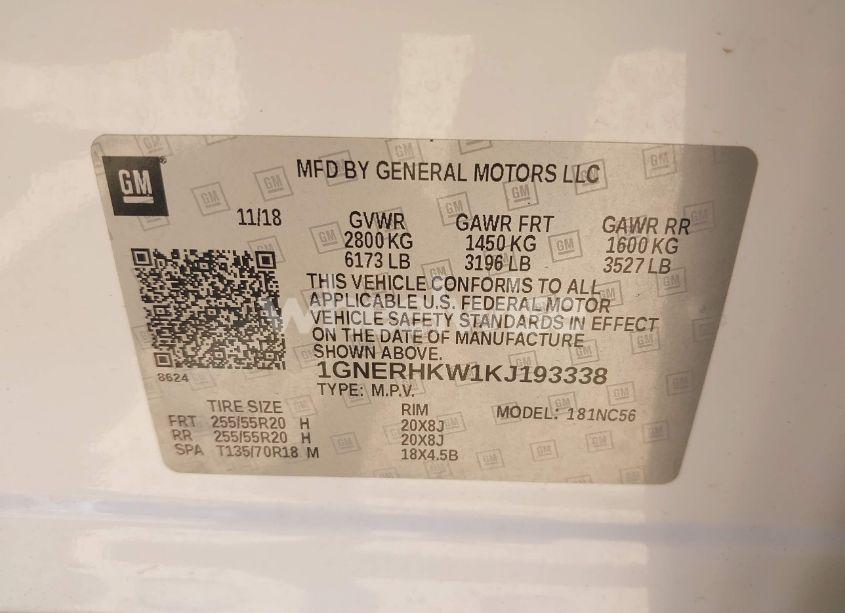 GM
MFD BY GENERAL MOTORS LLC
11/18 GVWR GAWR FRT GAWR RR
2800 KG 1450 KG 1600 KG
6173 LB 3196 LB 3527 LB
THIS VEHICLE CONFORMS TO ALL
APPLICABLE U.S. FEDERAL MOTOR
VEHICLE SAFETY STANDARDS IN EFFECT
ON THE DATE OF MANUFACTURE
SHOWN ABOVE.
8624
1GNERHKW1KJ193338
TYPE: M.P.V.
TIRE SIZE RIM MODEL: 181NC56
FRT 255/55R20 H 20X8J
RR 255/55R20 H 20X8J
SPA T135/70R18 M 18X4.5B